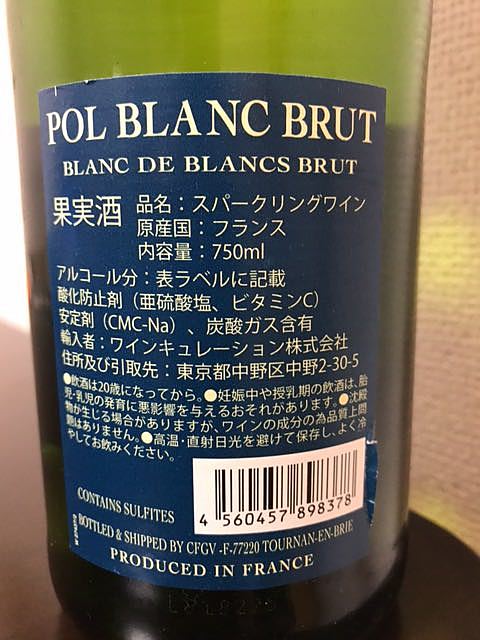 POL BLANC BRUT
BLANC DE BLANCS BRUT
果実酒 品名：スパークリングワイン
原産国：フランス
内容量：750ml
アルコール分：表ラベルに記載
酸化防止剤（亜硫酸塩、ビタミンC）
安定剤（CMC-Na）、炭酸ガス含有
輸入者：ワインキュレーション株式会社
住所及び引取先：東京都中野区中野2-30-5
●飲酒は20歳になってから。●妊娠中や授乳期の飲酒は、胎
児・乳児の発育に悪影響を与えるおそれがあります。●沈殿
物が生じる場合がありますが、ワインの成分の為品質上問
題はありません。●高温・直射日光を避けて保存し、よく冷
やしてお飲みください。
CONTAINS SULFITES
4 560457 898378
BOTTLED & SHIPPED BY CFGV -F-77220 TOURNAN-EN-BRIE
PRODUCED IN FRANCE